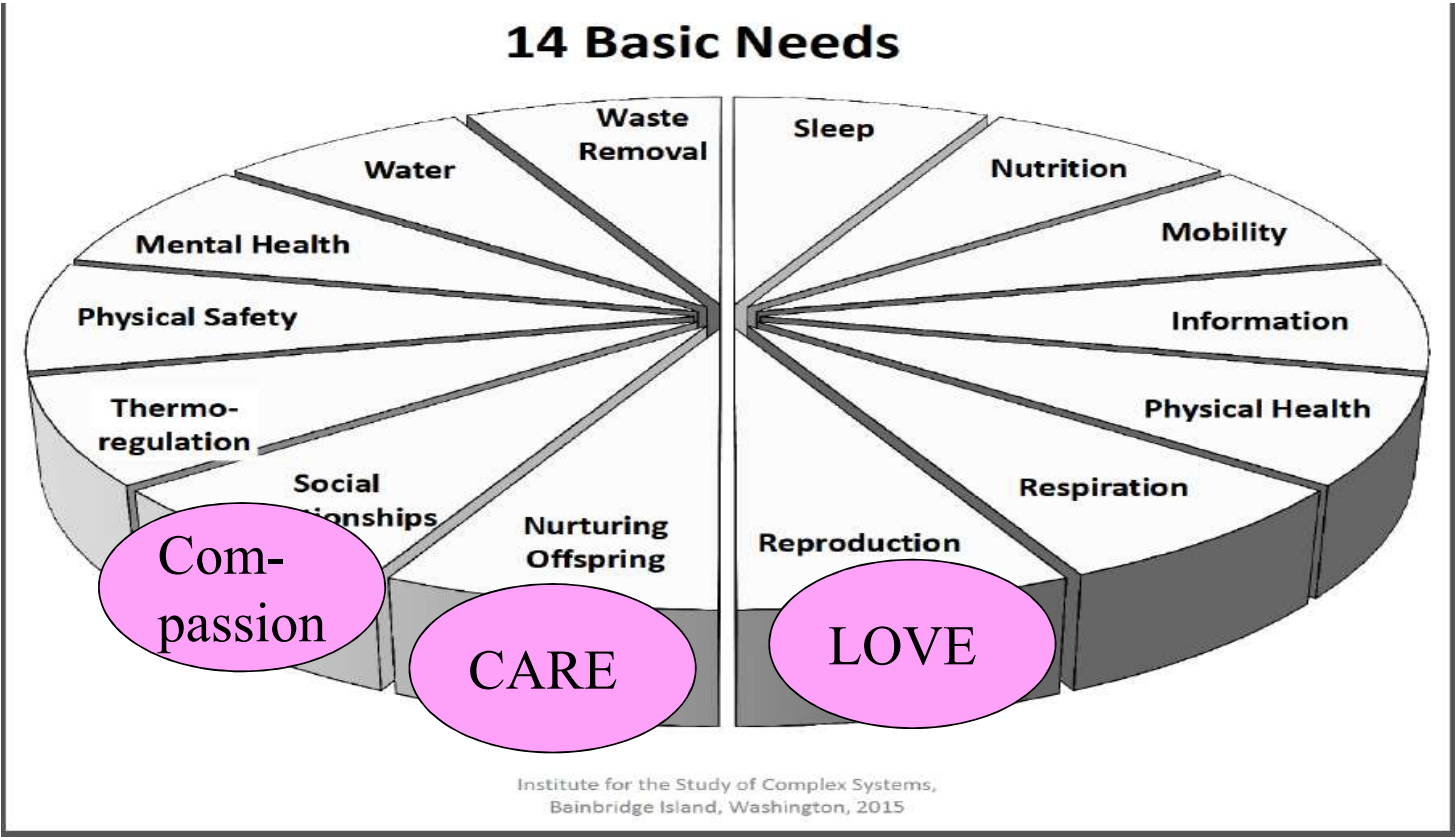 14 Basic Needs
Waste
Removal
Sleep
Nutrition
Mobility
Information
Physical Health
Respiration
Reproduction
LOVE
Nurturing
Offspring
CARE
Social
ionships
Com-
passion
Thermo-
regulation
Physical Safety
Mental Health
Water
Institute for the Study of Complex Systems,
Bainbridge Island, Washington, 2015